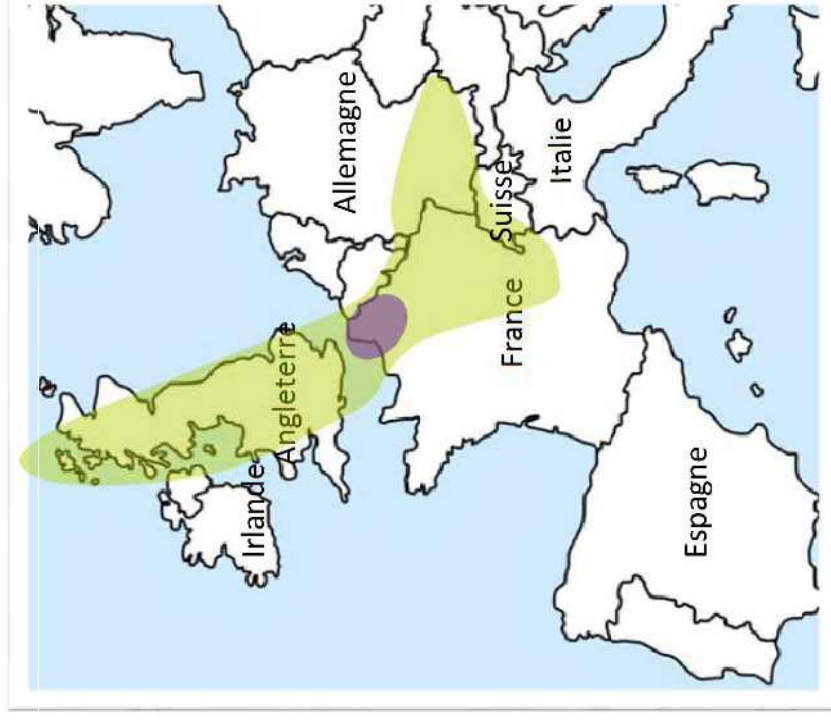 Allemagne
Angleterre
Irlande
Suisse
Italie
France
Espagne